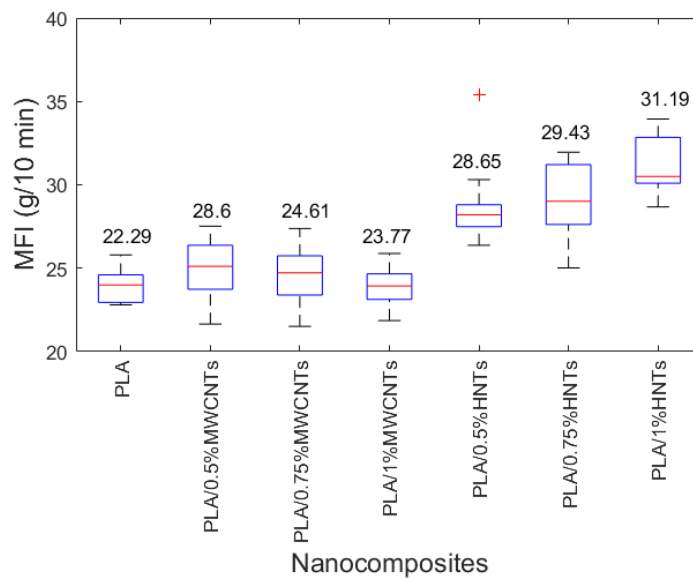 40
35
30
25
20
MFI (g/10 min)
22.29
28.6
24.61
23.77
28.65
29.43
31.19
PLA
PLA/0.5%MWCNTs
PLA/0.75%MWCNTs
PLA/1%MWCNTs
PLA/0.5%HNTs
PLA/0.75%HNTs
PLA/1%HNTs
Nanocomposites